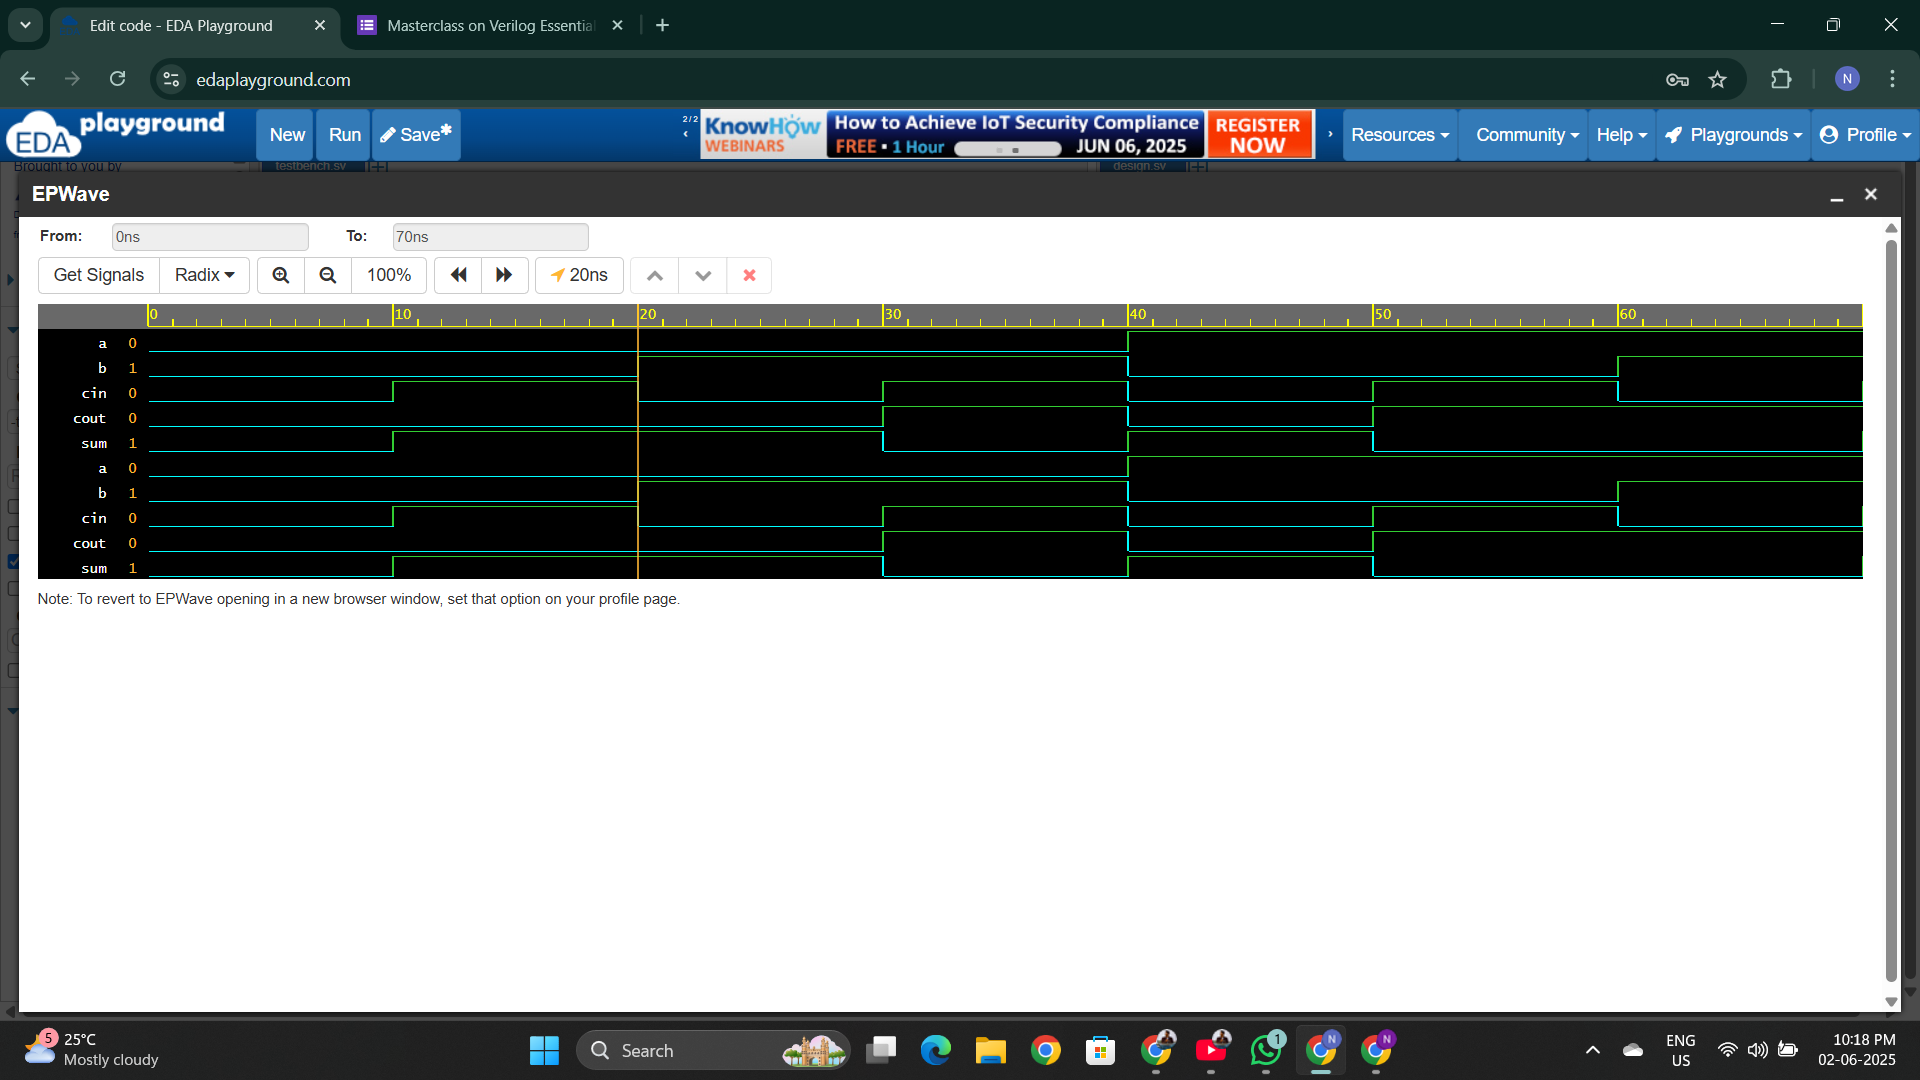 Edit code - EDA Playground
Masterclass on Verilog Essentia
edaplayground.com
N
EDA playground
New
Run
Save*
2/2
KnowHow
WEBINARS
How to Achieve IoT Security Compliance
FREE • 1 Hour
JUN 06, 2025
REGISTER
NOW
Resources
Community
Help
Playgrounds
Profile
Brought to you by
testbench.sv
design.sv
EPWave
From:
0ns
To:
70ns
Get Signals
Radix
100%
20ns
0 10 20 30 40 50 60
a 0
b 1
cin 0
cout 0
sum 1
a 0
b 1
cin 0
cout 0
sum 1
Note: To revert to EPWave opening in a new browser window, set that option on your profile page.
5
25°C
Mostly cloudy
Search
1
N
N
ENG
US
10:18 PM
02-06-2025